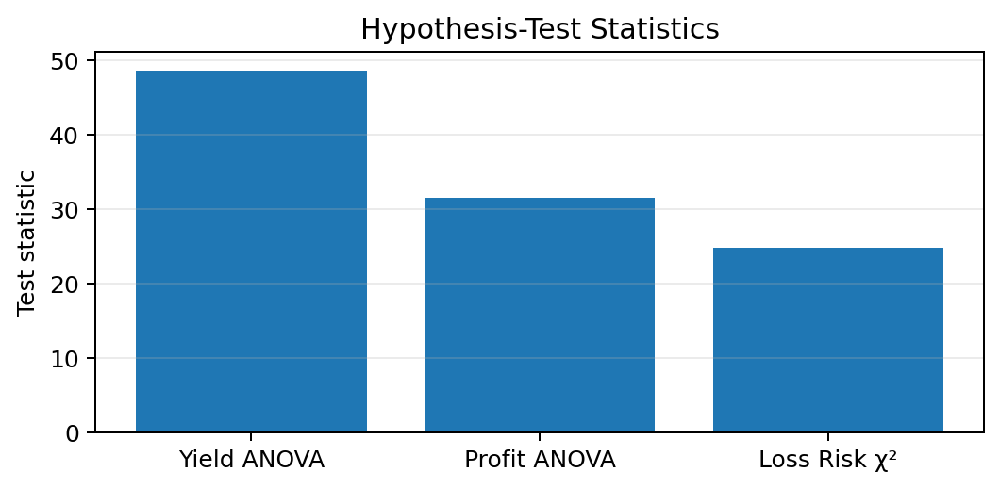 Hypothesis-Test Statistics
Test statistic
50
40
30
20
10
0
Yield ANOVA
Profit ANOVA
Loss Risk χ²